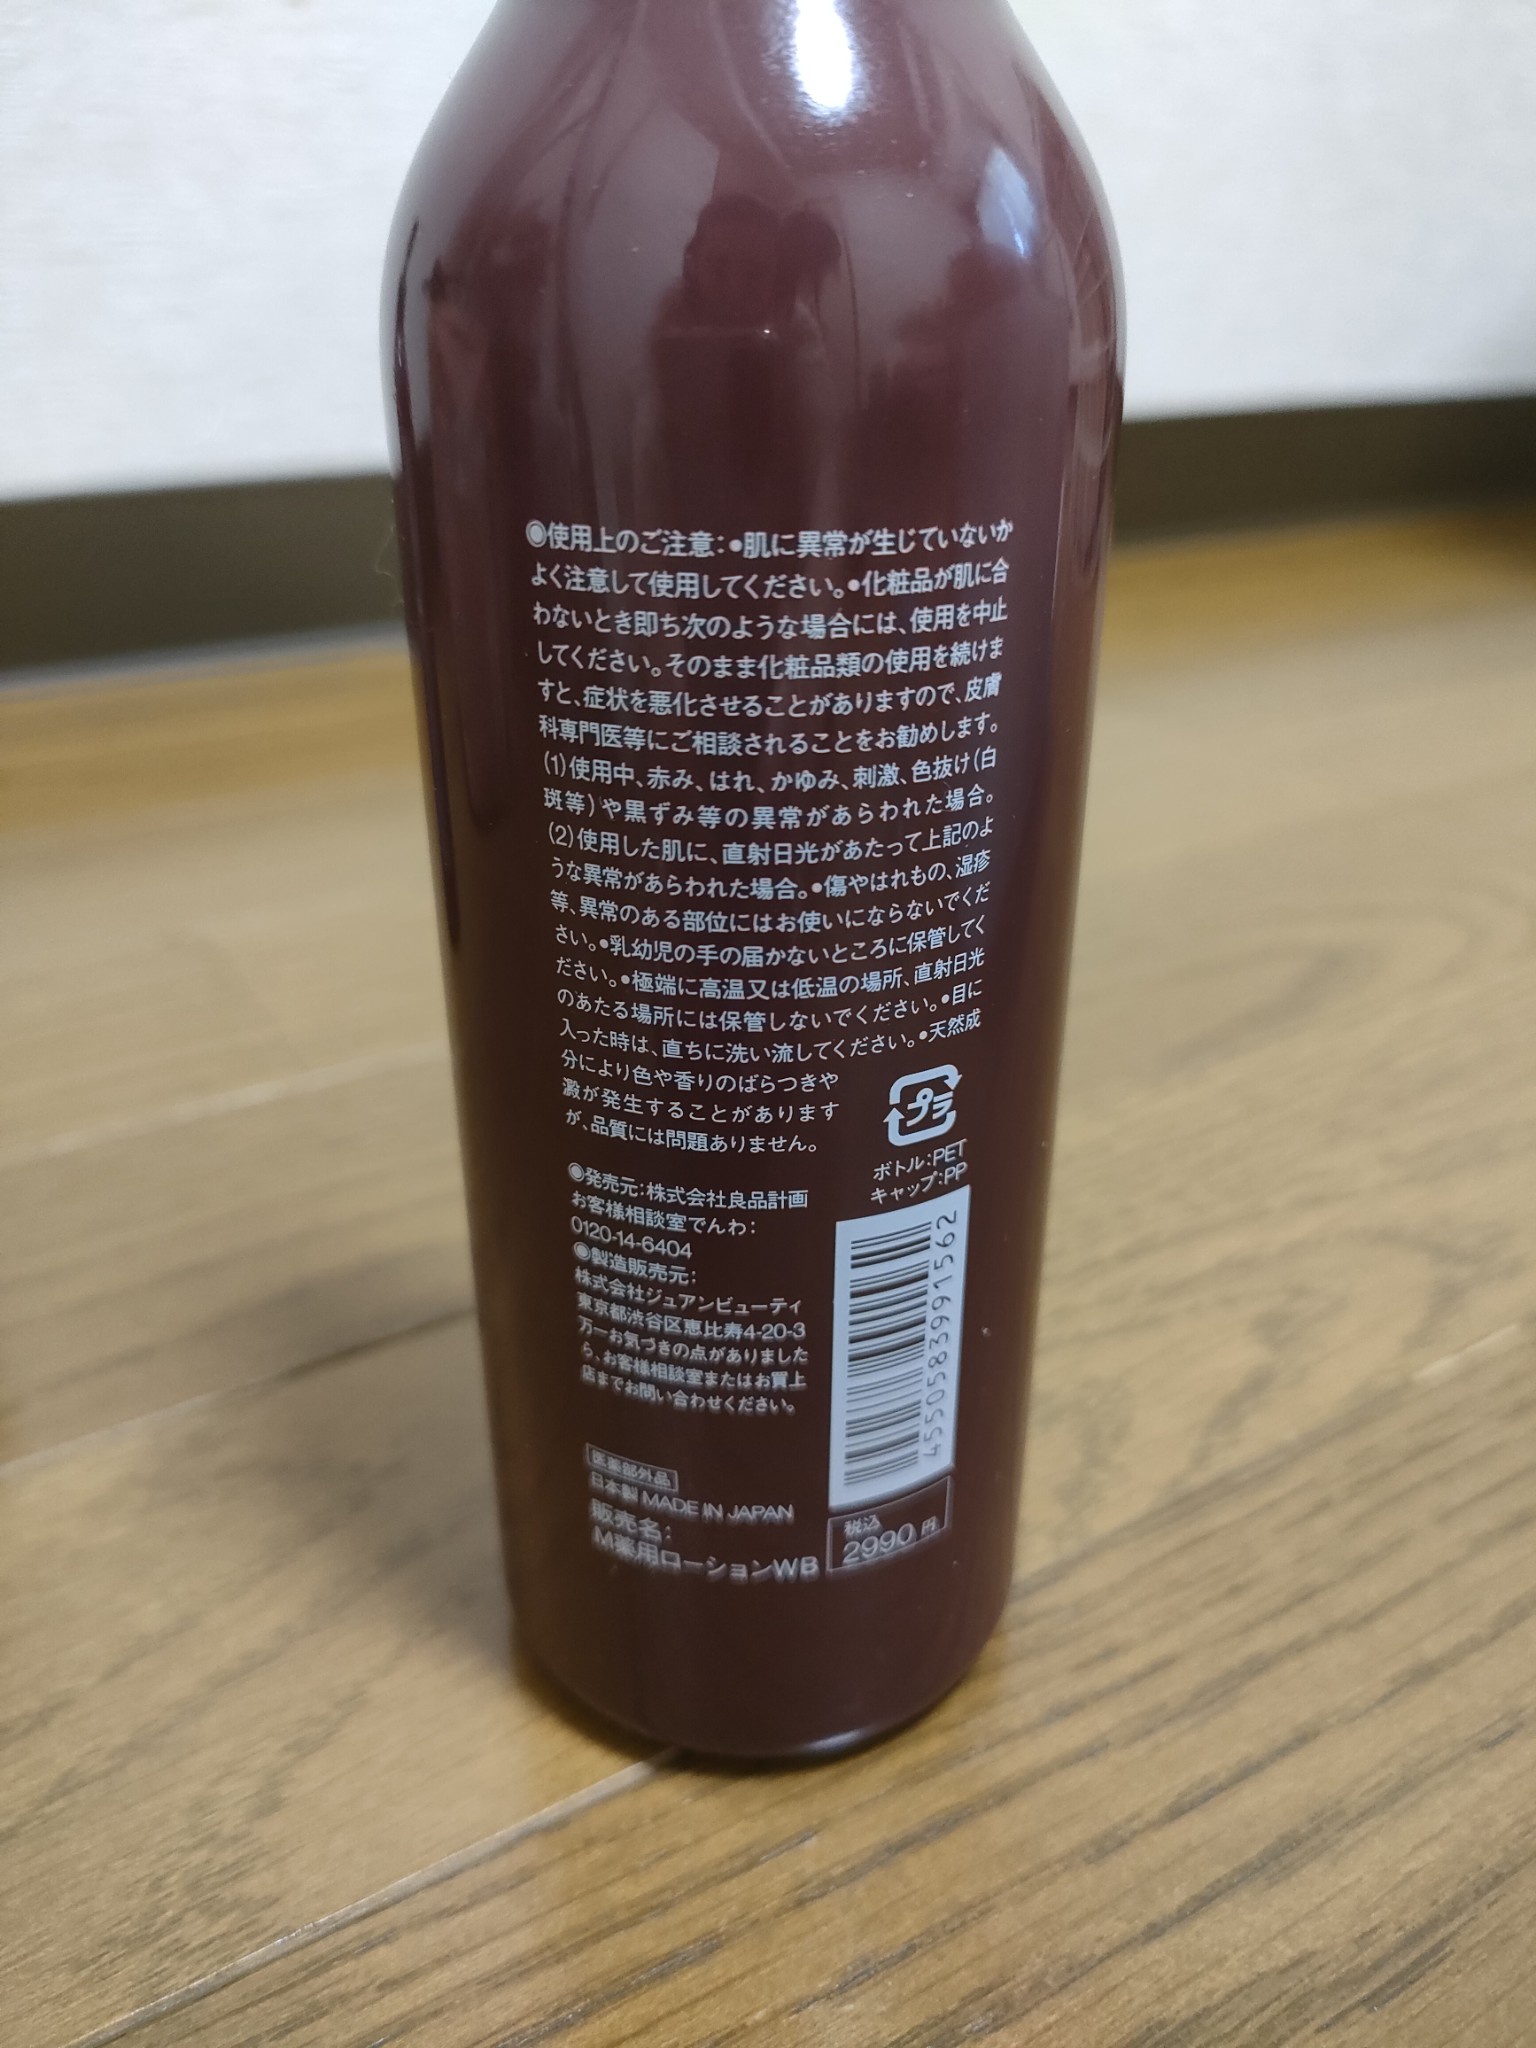 ◉使用上のご注意：●肌に異常が生じていないか
よく注意して使用してください。●化粧品が肌に合
わないとき即ち次のような場合には、使用を中止
してください。そのまま化粧品類の使用を続けま
すと、症状を悪化させることがありますので、皮膚
科専門医等にご相談されることをお勧めします。
(1)使用中、赤み、はれ、かゆみ、刺激、色抜け(白
斑等)や黒ずみ等の異常があらわれた場合。
(2)使用した肌に、直射日光があたって上記のよ
うな異常があらわれた場合。●傷やはれもの、湿疹
等、異常のある部位にはお使いにならないでくだ
さい。●乳幼児の手の届かないところに保管してく
ださい。●極端に高温又は低温の場所、直射日光
のあたる場所には保管しないでください。●目に
入った時は、直ちに洗い流してください。●天然成
分により色や香りのばらつきや
澱が発生することがあります
が、品質には問題ありません。
プラ
ボトル：PET
キャップ：PP
◉発売元：株式会社良品計画
お客様相談室でんわ：
0120-14-6404
◉製造販売元：
株式会社ジュアンビューティ
東京都渋谷区恵比寿4-20-3
万一お気づきの点がありました
ら、お客様相談室またはお買上
店までお問い合わせください。
4550583991562
医薬部外品
日本製 MADE IN JAPAN
販売名：
M薬用ローションWB
税込
2990円